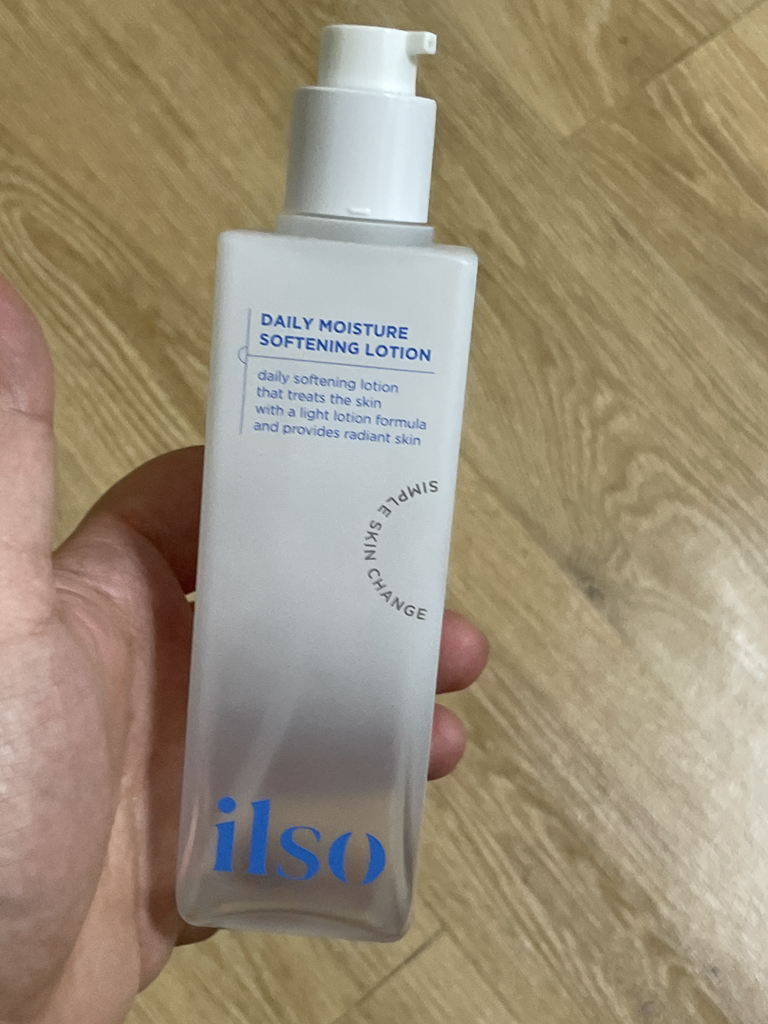 DAILY MOISTURE
SOFTENING LOTION
daily softening lotion
that treats the skin
with a light lotion formula
and provides radiant skin
SIMPLE SKIN CHANGE
ilso